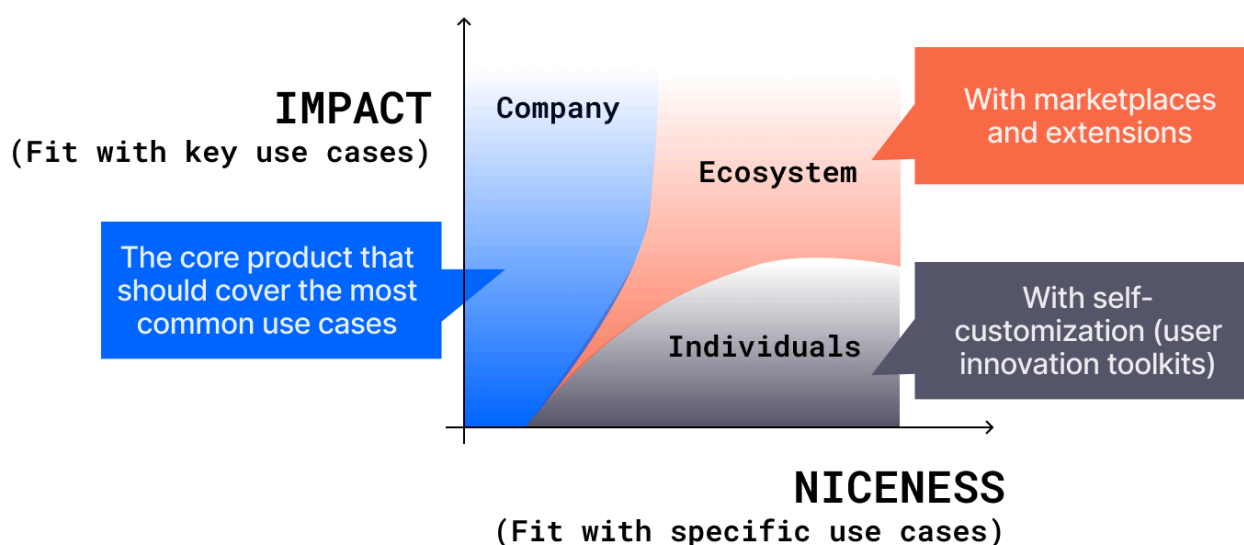 IMPACT
(Fit with key use cases)
Company
Ecosystem
Individuals
With marketplaces
and extensions
The core product that
should cover the most
common use cases
With self-
customization (user
innovation toolkits)
NICENESS
(Fit with specific use cases)